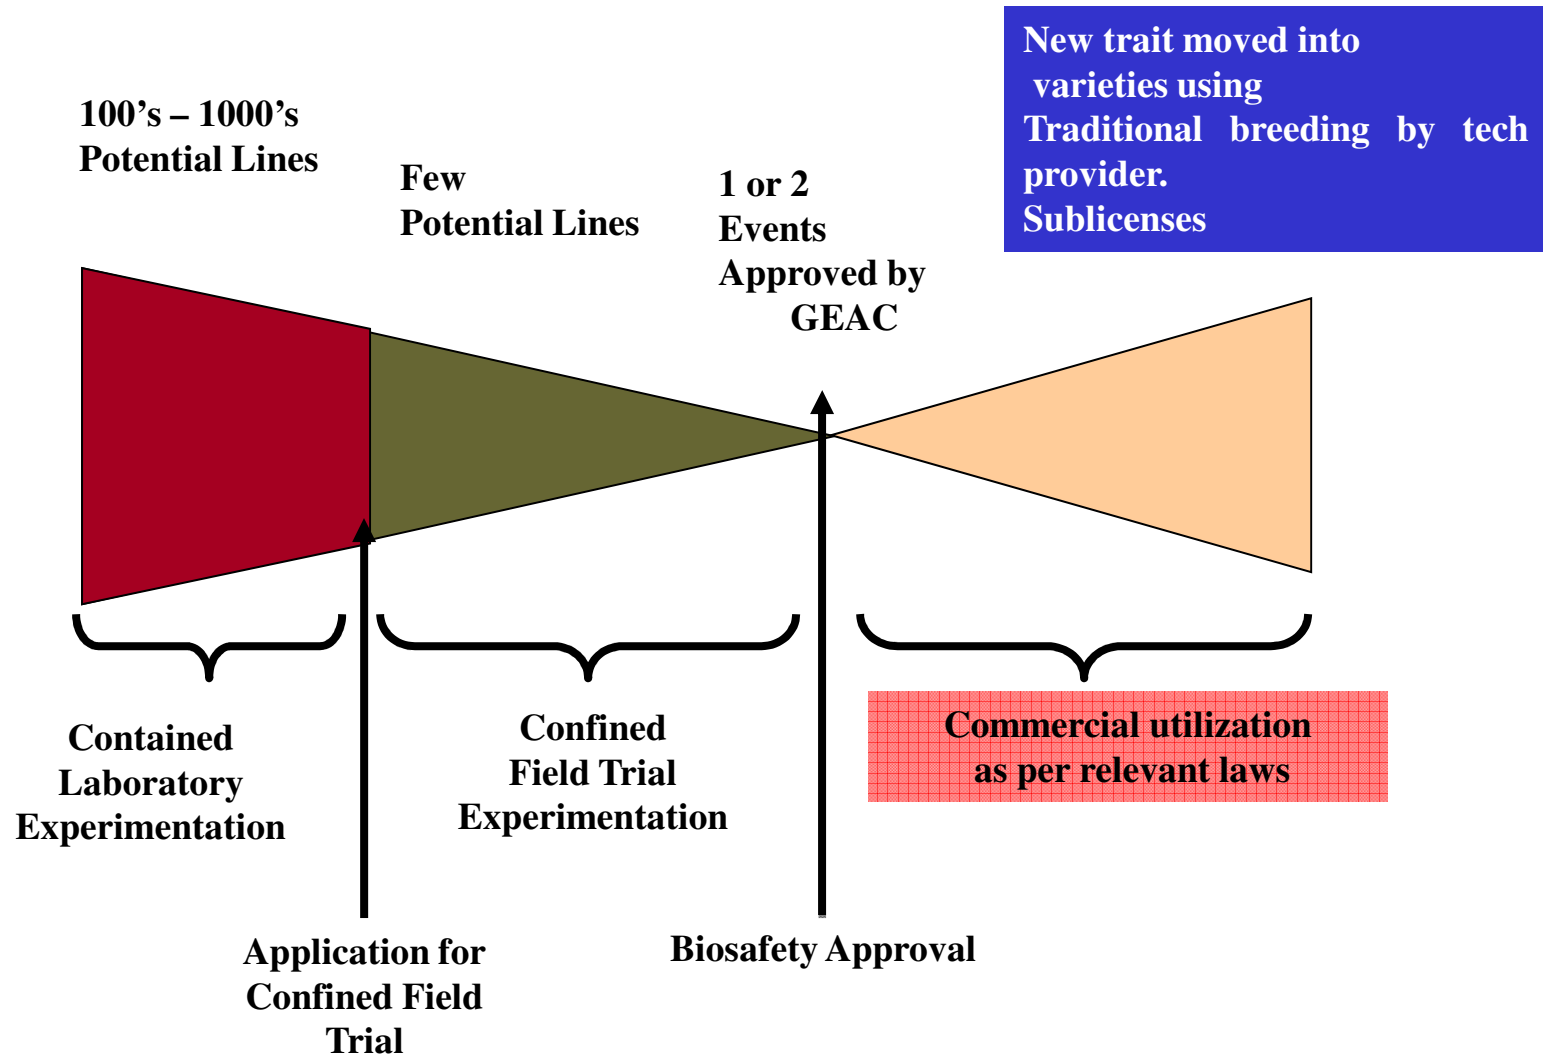 100’s – 1000’s
Potential Lines
Few
Potential Lines
1 or 2
Events
Approved by
GEAC
New trait moved into
varieties using
Traditional breeding by tech
provider.
Sublicenses
Contained
Laboratory
Experimentation
Confined
Field Trial
Experimentation
Commercial utilization
as per relevant laws
Application for
Confined Field
Trial
Biosafety Approval